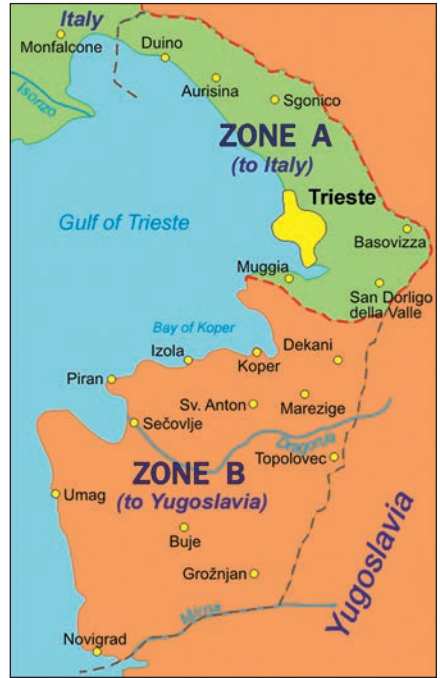 Italy
Monfalcone
Duino
Isonzo
Aurisina
Sgonico
ZONE A
(to Italy)
Trieste
Gulf of Trieste
Basovizza
Muggia
San Dorligo
della Valle
Bay of Koper
Izola
Koper
Dekani
Piran
Sv. Anton
Marezige
Sečovlje
Dragonja
Topolovec
ZONE B
(to Yugoslavia)
Umag
Buje
Yugoslavia
Grožnjan
Mirna
Novigrad